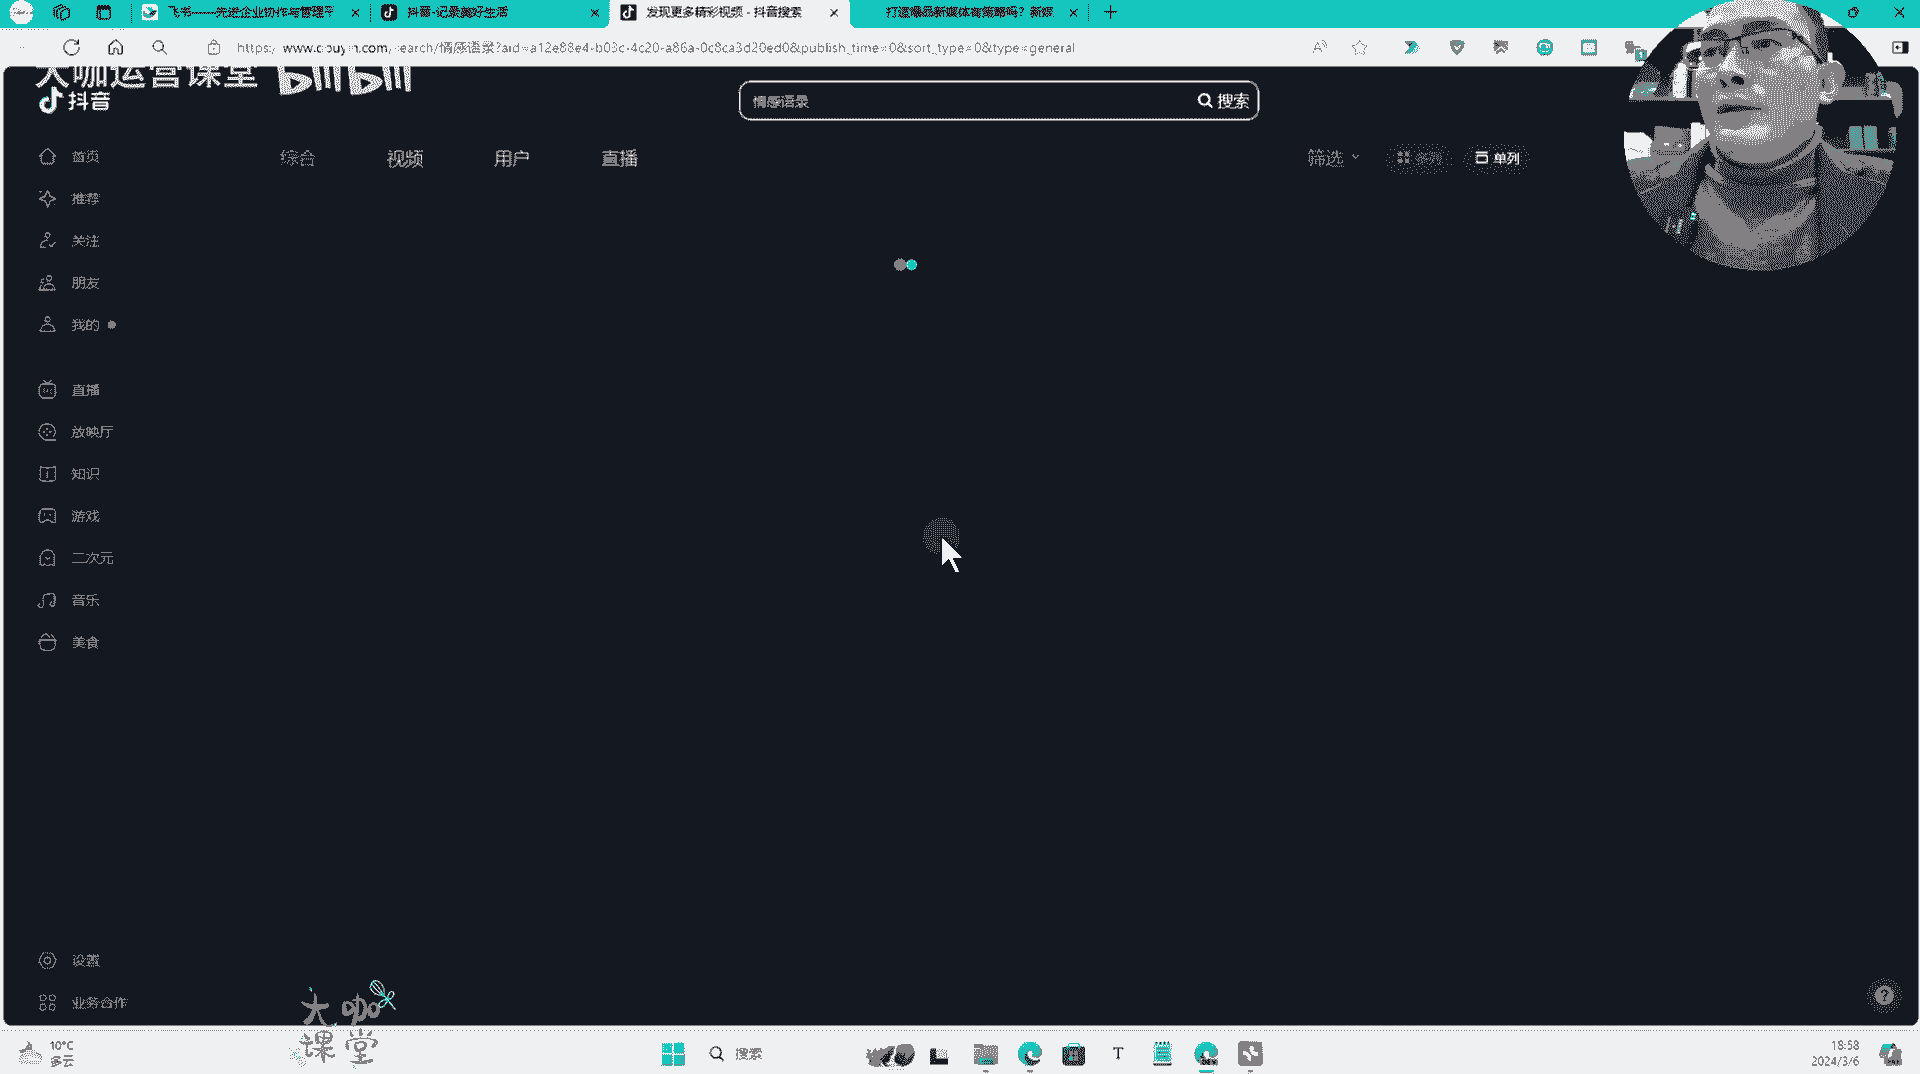 飞书——先进企业协作与管理平
抖音-记录美好生活
发现更多精彩视频 - 抖音搜索
打造爆品新媒体有策略吗？新媒
/search/情感语录?aid=a12e88e4-b03c-4c20-a86a-0c8ca3d20ed0&publish_time=0&sort_type=0&type=general
大咖运营课堂 bilibili
抖音
情感语录
搜索
综合
视频
用户
直播
筛选
多列
单列
首页
推荐
关注
朋友
我的
直播
放映厅
知识
游戏
二次元
音乐
美食
设置
业务合作
大咖
课堂
10°C
多云
搜索
18:58
2024/3/6